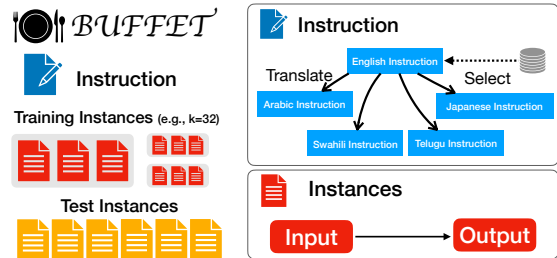 BUFFET
Instruction
Training Instances (e.g., k=32)
Test Instances
Instruction
English Instruction
Translate
Select
Arabic Instruction
Japanese Instruction
Swahili Instruction
Telugu Instruction
Instances
Input
Output